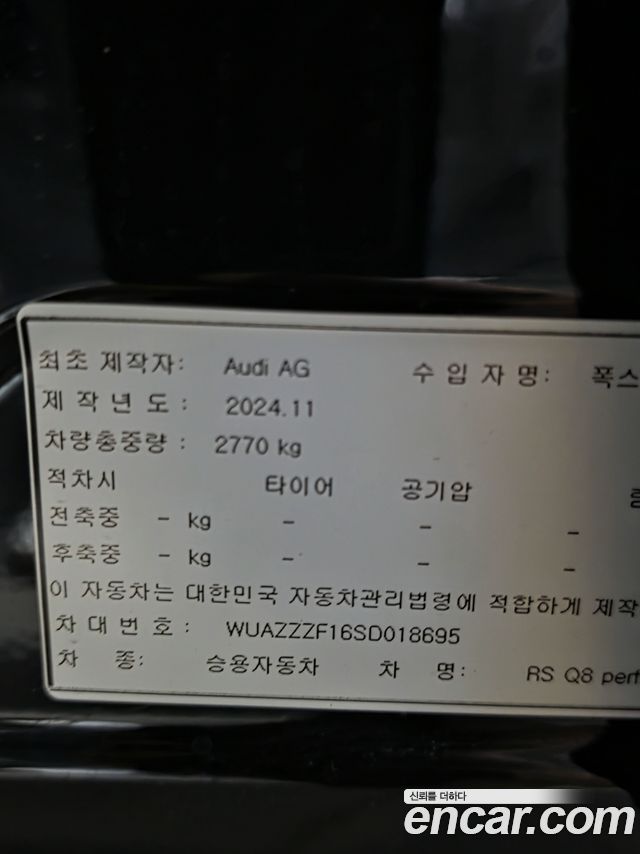 최초 제작자: Audi AG 수 입 자 명: 폭스
제 작 년 도 : 2024.11
차량총중량 : 2770 kg
적차시 타이어 공기압
전축중 - kg - - -
후축중 - kg - - -
이 자동차는 대한민국 자동차관리법령에 적합하게 제작
차 대 번 호 : WUAZZZF16SD018695
차 종: 승용자동차 차 명: RS Q8 perf
신뢰를 더하다
encar.com